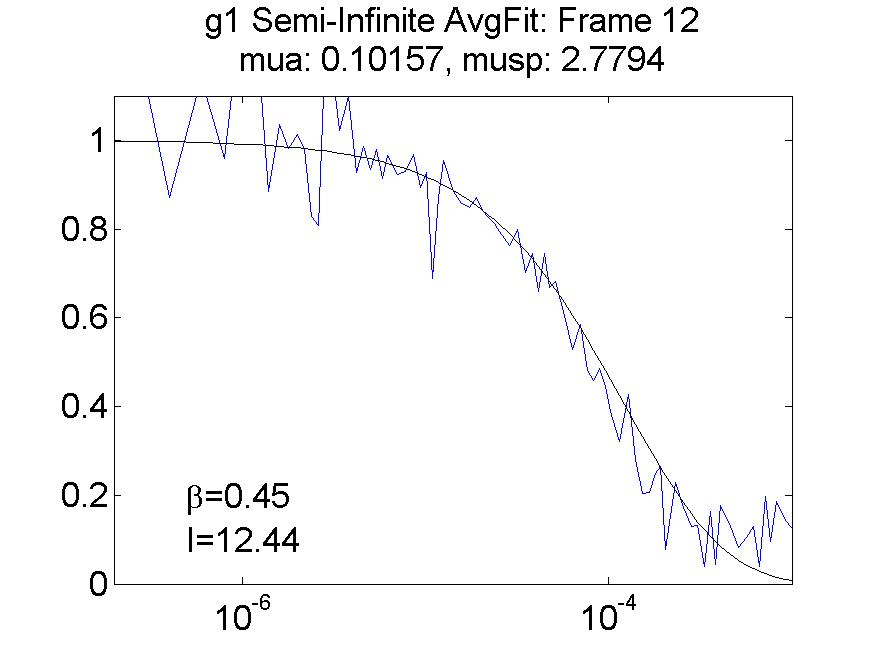 g1 Semi-Infinite AvgFit: Frame 12
mua: 0.10157, musp: 2.7794
1
0.8
0.6
0.4
0.2
0
β=0.45
I=12.44
10^-6
10^-4